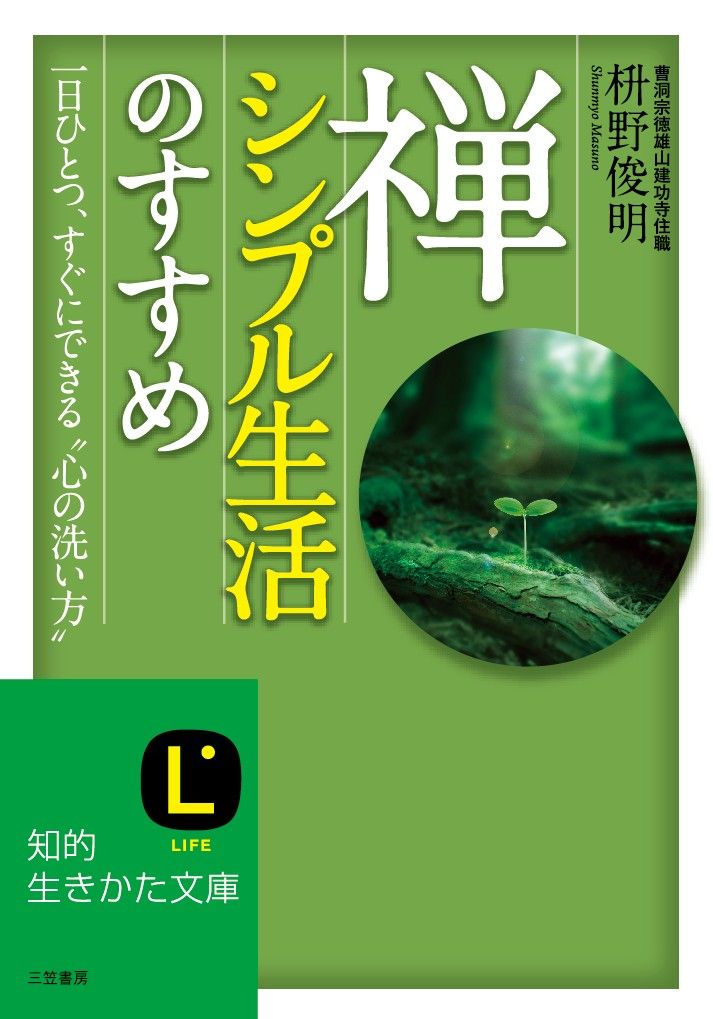 曹洞宗徳雄山建功寺住職
枡野俊明
Shunmyo Masuno
禅
シンプル生活
のすすめ
一日ひとつ、すぐにできる〝心の洗い方〟
L
LIFE
知的
生きかた文庫
三笠書房